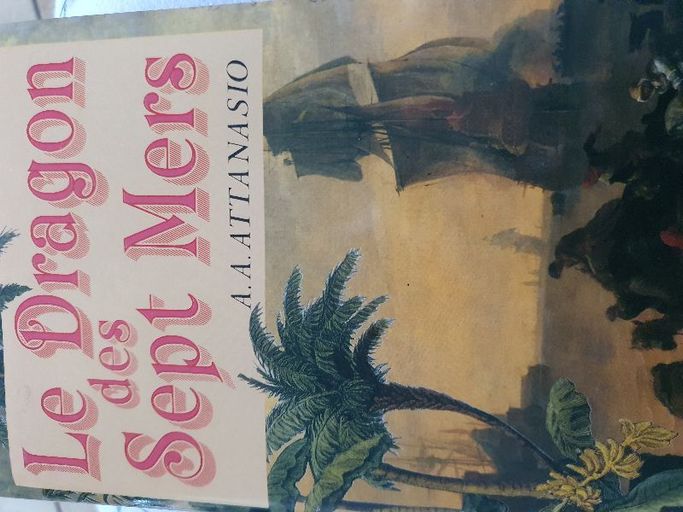 Le Dragon
des
Sept Mers
A.A. ATTANASIO